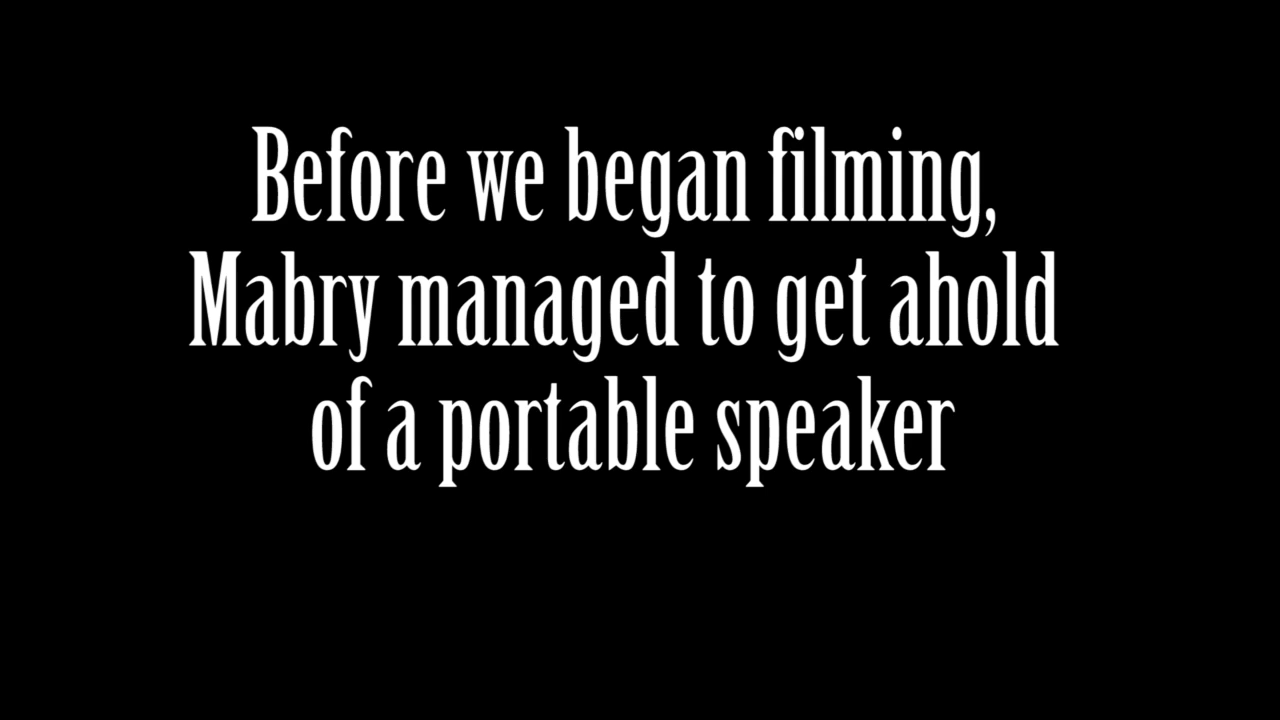 Before we began filming,
Mabry managed to get ahold
of a portable speaker